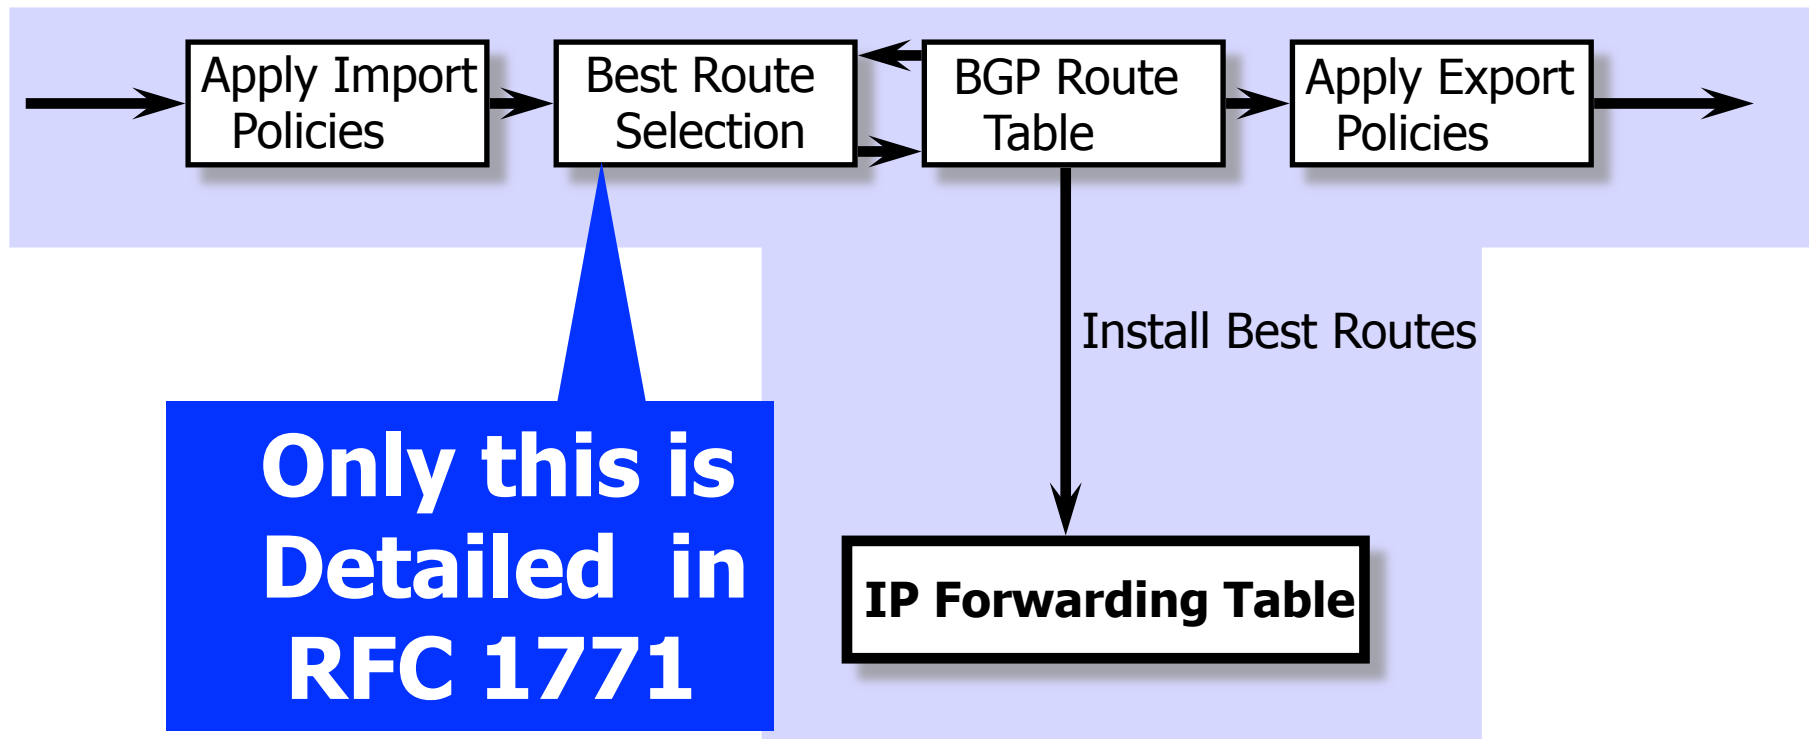 Apply Import
Policies
Best Route
Selection
BGP Route
Table
Apply Export
Policies
Install Best Routes
Only this is
Detailed in
RFC 1771
IP Forwarding Table